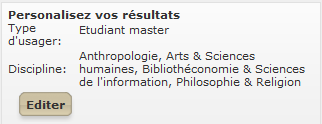 Personalisez vos résultats
Type d'usager: Etudiant master
Discipline: Anthropologie, Arts & Sciences
humaines, Bibliothéconomie & Sciences
de l'information, Philosophie & Religion
Editer